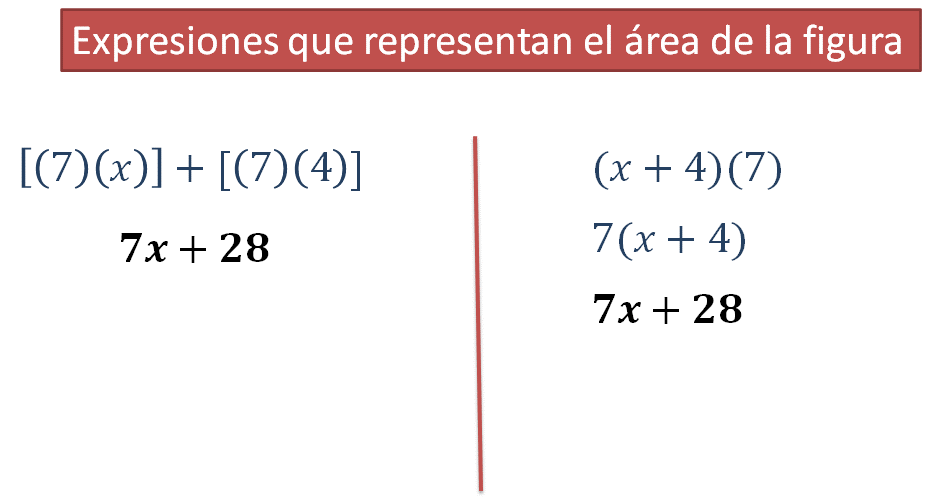 Expresiones que representan el área de la figura
[(7)(x)] + [(7)(4)]
7x + 28
(x + 4)(7)
7(x + 4)
7x + 28